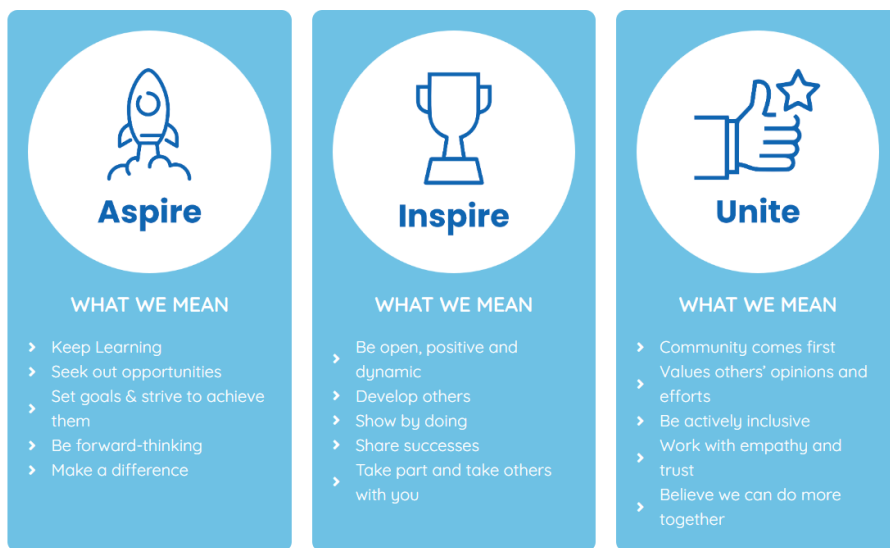 Aspire
WHAT WE MEAN
Keep Learning
Seek out opportunities
Set goals & strive to achieve
them
Be forward-thinking
Make a difference
Inspire
WHAT WE MEAN
Be open, positive and
dynamic
Develop others
Show by doing
Share successes
Take part and take others
with you
Unite
WHAT WE MEAN
Community comes first
Values others’ opinions and
efforts
Be actively inclusive
Work with empathy and
trust
Believe we can do more
together